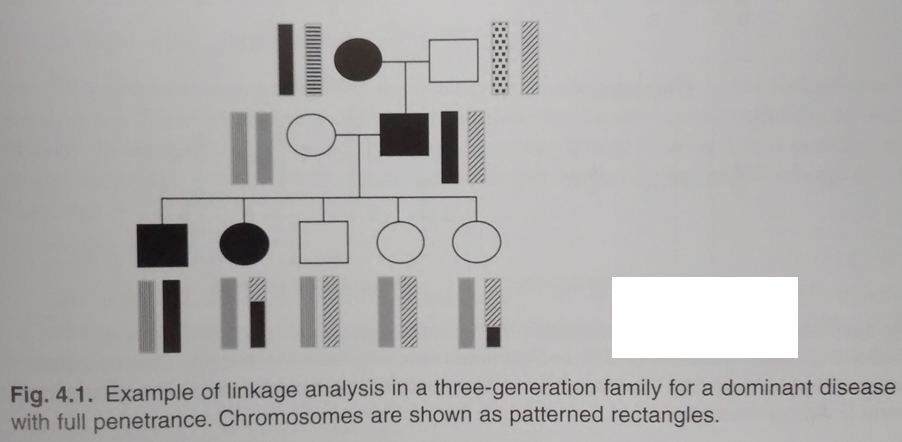 Fig. 4.1. Example of linkage analysis in a three-generation family for a dominant disease
with full penetrance. Chromosomes are shown as patterned rectangles.